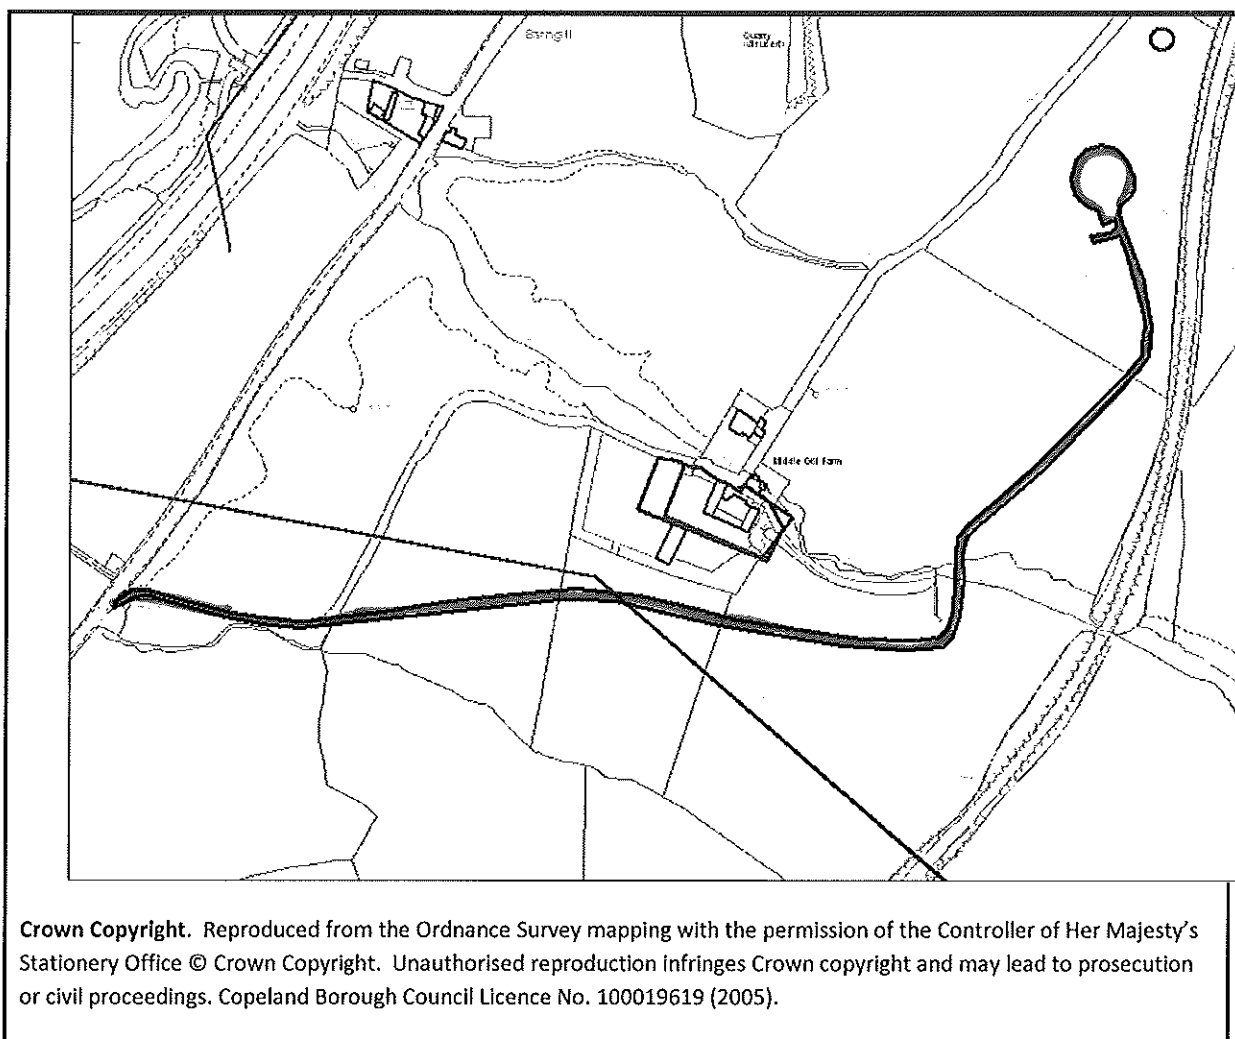 Quarry
Middle Gill Farm
Crown Copyright. Reproduced from the Ordnance Survey mapping with the permission of the Controller of Her Majesty's
Stationery Office © Crown Copyright. Unauthorised reproduction infringes Crown copyright and may lead to prosecution
or civil proceedings. Copeland Borough Council Licence No. 100019619 (2005).